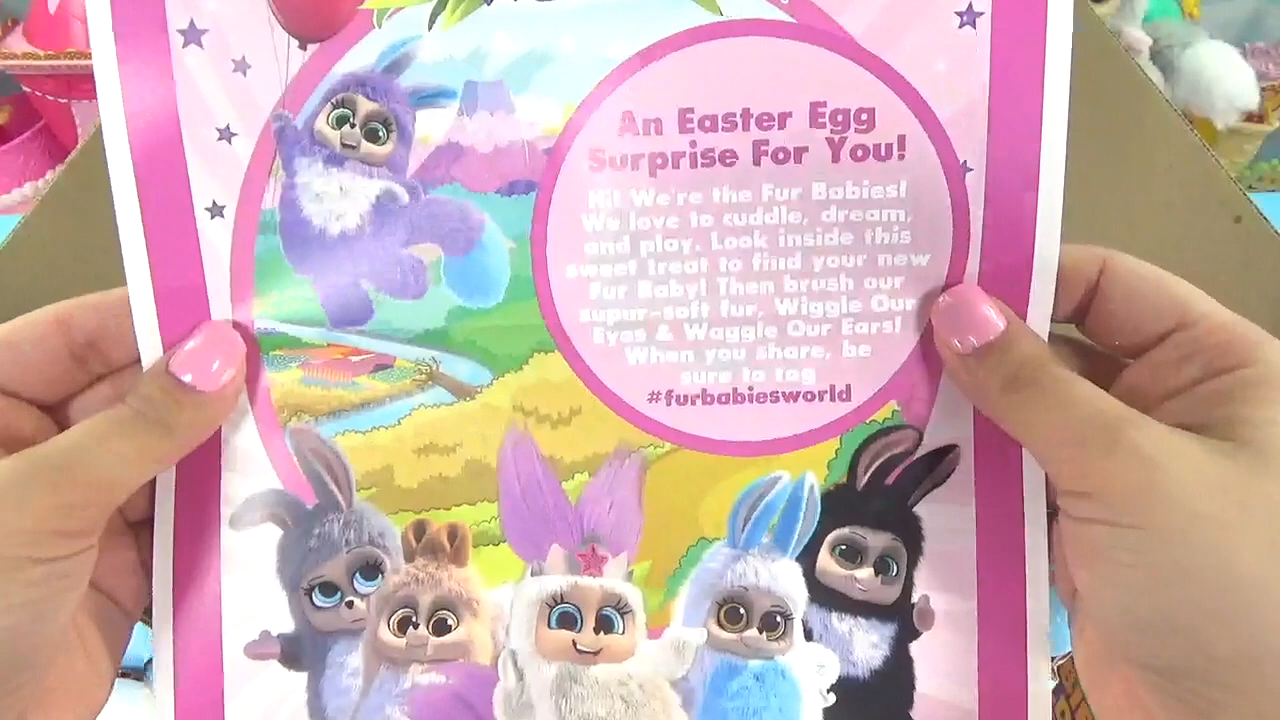 An Easter Egg
Surprise For You!
Hi! We're the Fur Babies!
We love to cuddle, dream,
and play. Look inside this
sweet treat to find your new
Fur Baby! Then brush our
super-soft fur, Wiggle Our
Eyes & Waggle Our Ears!
When you share, be
sure to tag
#furbabiesworld